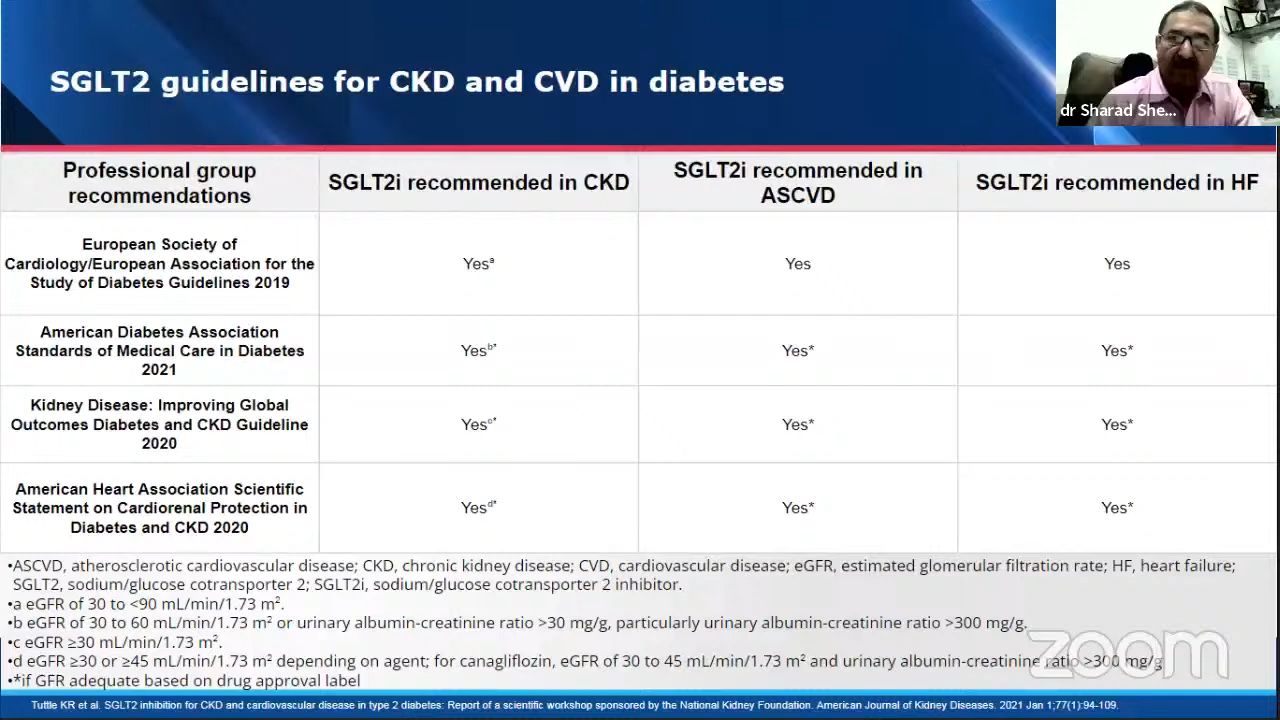 SGLT2 guidelines for CKD and CVD in diabetes
dr Sharad She...
Professional group
recommendations
SGLT2i recommended in CKD
SGLT2i recommended in
ASCVD
SGLT2i recommended in HF
European Society of
Cardiology/European Association for the
Study of Diabetes Guidelines 2019
Yesᵃ
Yes
Yes
American Diabetes Association
Standards of Medical Care in Diabetes
2021
Yesᵇ*
Yes*
Yes*
Kidney Disease: Improving Global
Outcomes Diabetes and CKD Guideline
2020
Yesᶜ*
Yes*
Yes*
American Heart Association Scientific
Statement on Cardiorenal Protection in
Diabetes and CKD 2020
Yesᵈ*
Yes*
Yes*
•ASCVD, atherosclerotic cardiovascular disease; CKD, chronic kidney disease; CVD, cardiovascular disease; eGFR, estimated glomerular filtration rate; HF, heart failure;
SGLT2, sodium/glucose cotransporter 2; SGLT2i, sodium/glucose cotransporter 2 inhibitor.
•a eGFR of 30 to <90 mL/min/1.73 m².
•b eGFR of 30 to 60 mL/min/1.73 m² or urinary albumin-creatinine ratio >30 mg/g, particularly urinary albumin-creatinine ratio >300 mg/g.
•c eGFR ≥30 mL/min/1.73 m².
•d eGFR ≥30 or ≥45 mL/min/1.73 m² depending on agent; for canagliflozin, eGFR of 30 to 45 mL/min/1.73 m² and urinary albumin-creatinine ratio >300 mg/g
•*if GFR adequate based on drug approval label
zoom
Tuttle KR et al. SGLT2 inhibition for CKD and cardiovascular disease in type 2 diabetes: Report of a scientific workshop sponsored by the National Kidney Foundation. American Journal of Kidney Diseases. 2021 Jan 1;77(1):94-109.